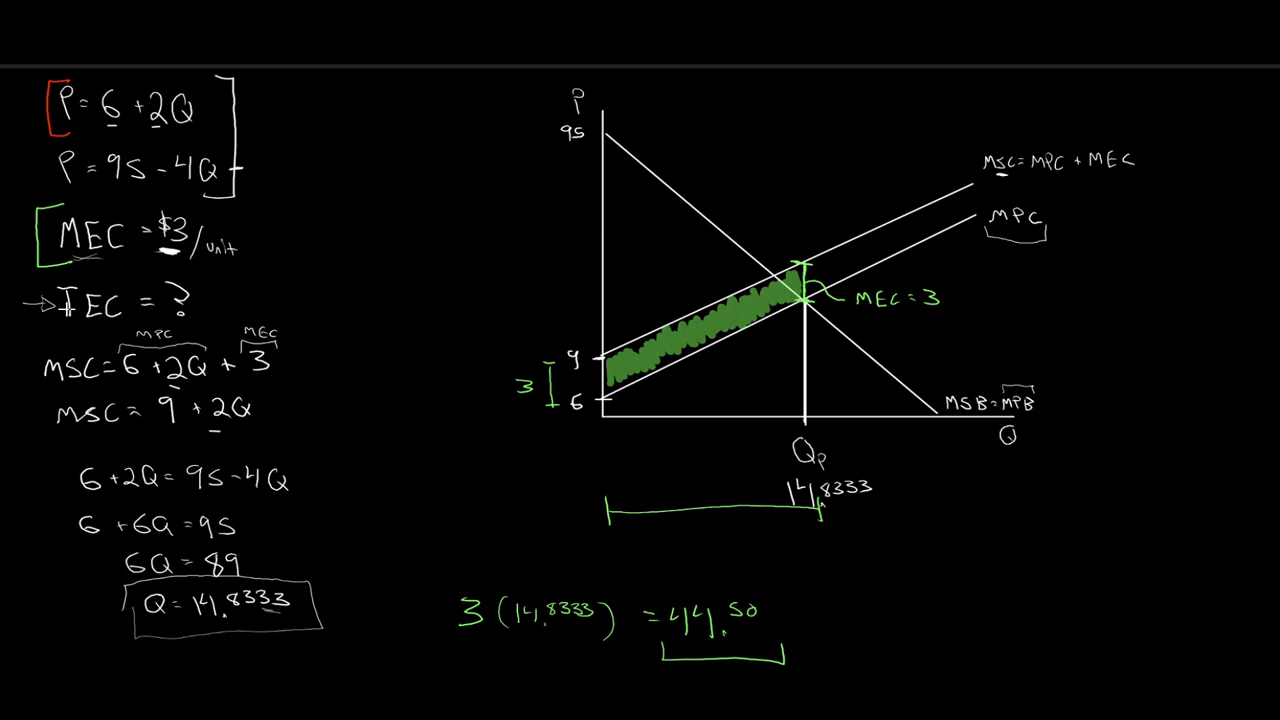 P = 6 + 2Q
P = 95 - 4Q
MEC = $3/unit
→ IEC = ?
MPC MEC
MSC = 6 + 2Q + 3
MSC = 9 + 2Q
6 + 2Q = 95 - 4Q
6 + 6Q = 95
6Q = 89
Q = 14.8333
P
95
MSC = MPC + MEC
MPC
MEC = 3
9
3
6
MSB = MPB
Q
Qp
14.8333
3 (14.8333) = 44.50